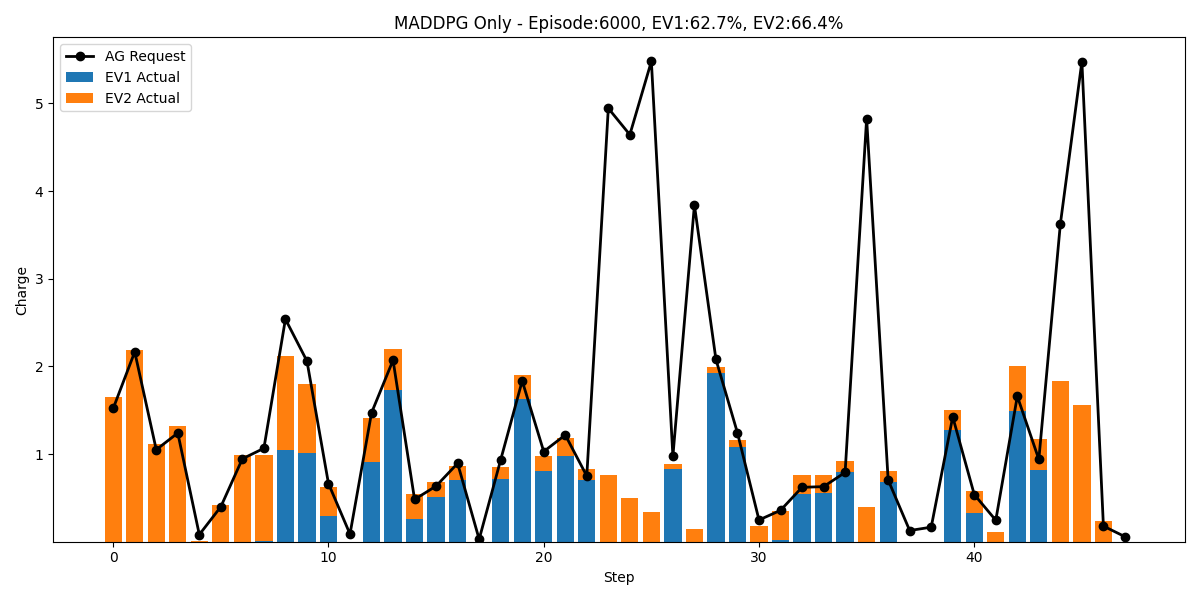 MADDPG Only - Episode:6000, EV1:62.7%, EV2:66.4%
AG Request
EV1 Actual
EV2 Actual
Charge
5
4
3
2
1
0 10 20 30 40
Step